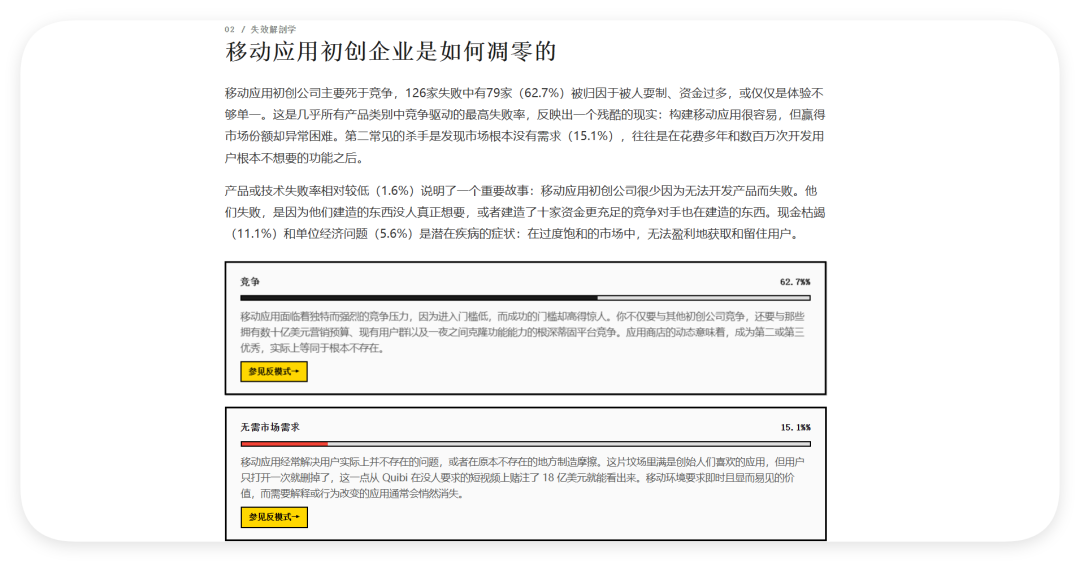 02 / 失效解剖学
移动应用初创企业是如何凋零的
移动应用初创公司主要死于竞争，126家失败中有79家（62.7%）被归因于被人耍制、资金过多，或仅仅是体验不
够单一。这是几乎所有产品类别中竞争驱动的最高失败率，反映出一个残酷的现实：构建移动应用很容易，但赢得
市场份额却异常困难。第二常见的杀手是发现市场根本没有需求（15.1%），往往是在花费多年和数百万次开发用
户根本不想要的功能之后。
产品或技术失败率相对较低（1.6%）说明了一个重要故事：移动应用初创公司很少因为无法开发产品而失败。他
们失败，是因为他们建造的东西没人真正想要，或者建造了十家资金更充足的竞争对手也在建造的东西。现金枯竭
（11.1%）和单位经济问题（5.6%）是潜在疾病的症状：在过度饱和的市场中，无法盈利地获取和留住用户。
竞争
62.7%%
移动应用面临着独特而强烈的竞争压力，因为进入门槛低，而成功的门槛却高得惊人。你不仅要与其他初创公司竞争，还要与那些
拥有数十亿美元营销预算、现有用户群以及一夜之间克隆功能能力的根深蒂固平台竞争。应用商店的动态意味着，成为第二或第三
优秀，实际上等同于根本不存在。
参见反模式→
无需市场需求
15.1%%
移动应用经常解决用户实际上并不存在的问题，或者在原本不存在的地方制造摩擦。这片坟场里满是创始人们喜欢的应用，但用户
只打开一次就删掉了，这一点从 Quibi 在没人要求的短视频上赌注了 18 亿美元就能看出来。移动环境要求即时且显而易见的价
值，而需要解释或行为改变的应用通常会悄然消失。
参见反模式→